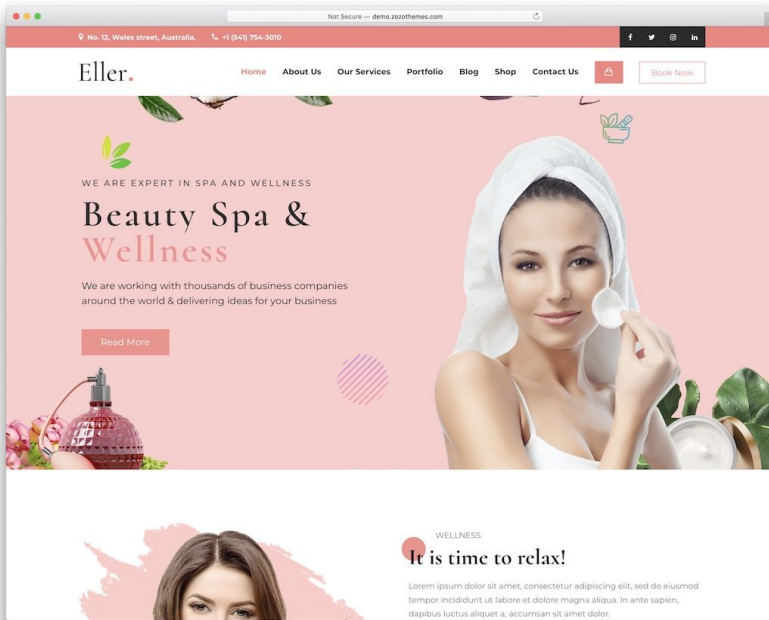 Not Secure — demo.zozothemes.com
No. 12, Wales street, Australia. +1 (541) 754-3010
Eller.
Home About Us Our Services Portfolio Blog Shop Contact Us Book Now
WE ARE EXPERT IN SPA AND WELLNESS
Beauty Spa &
Wellness
We are working with thousands of business companies
around the world & delivering ideas for your business
Read More
WELLNESS
It is time to relax!
Lorem ipsum dolor sit amet, consectetur adipiscing elit, sed do eiusmod
tempor incididunt ut labore et dolore magna aliqua. In ante sapien,
dapibus luctus aliquet a, accumsan sit amet dolor.